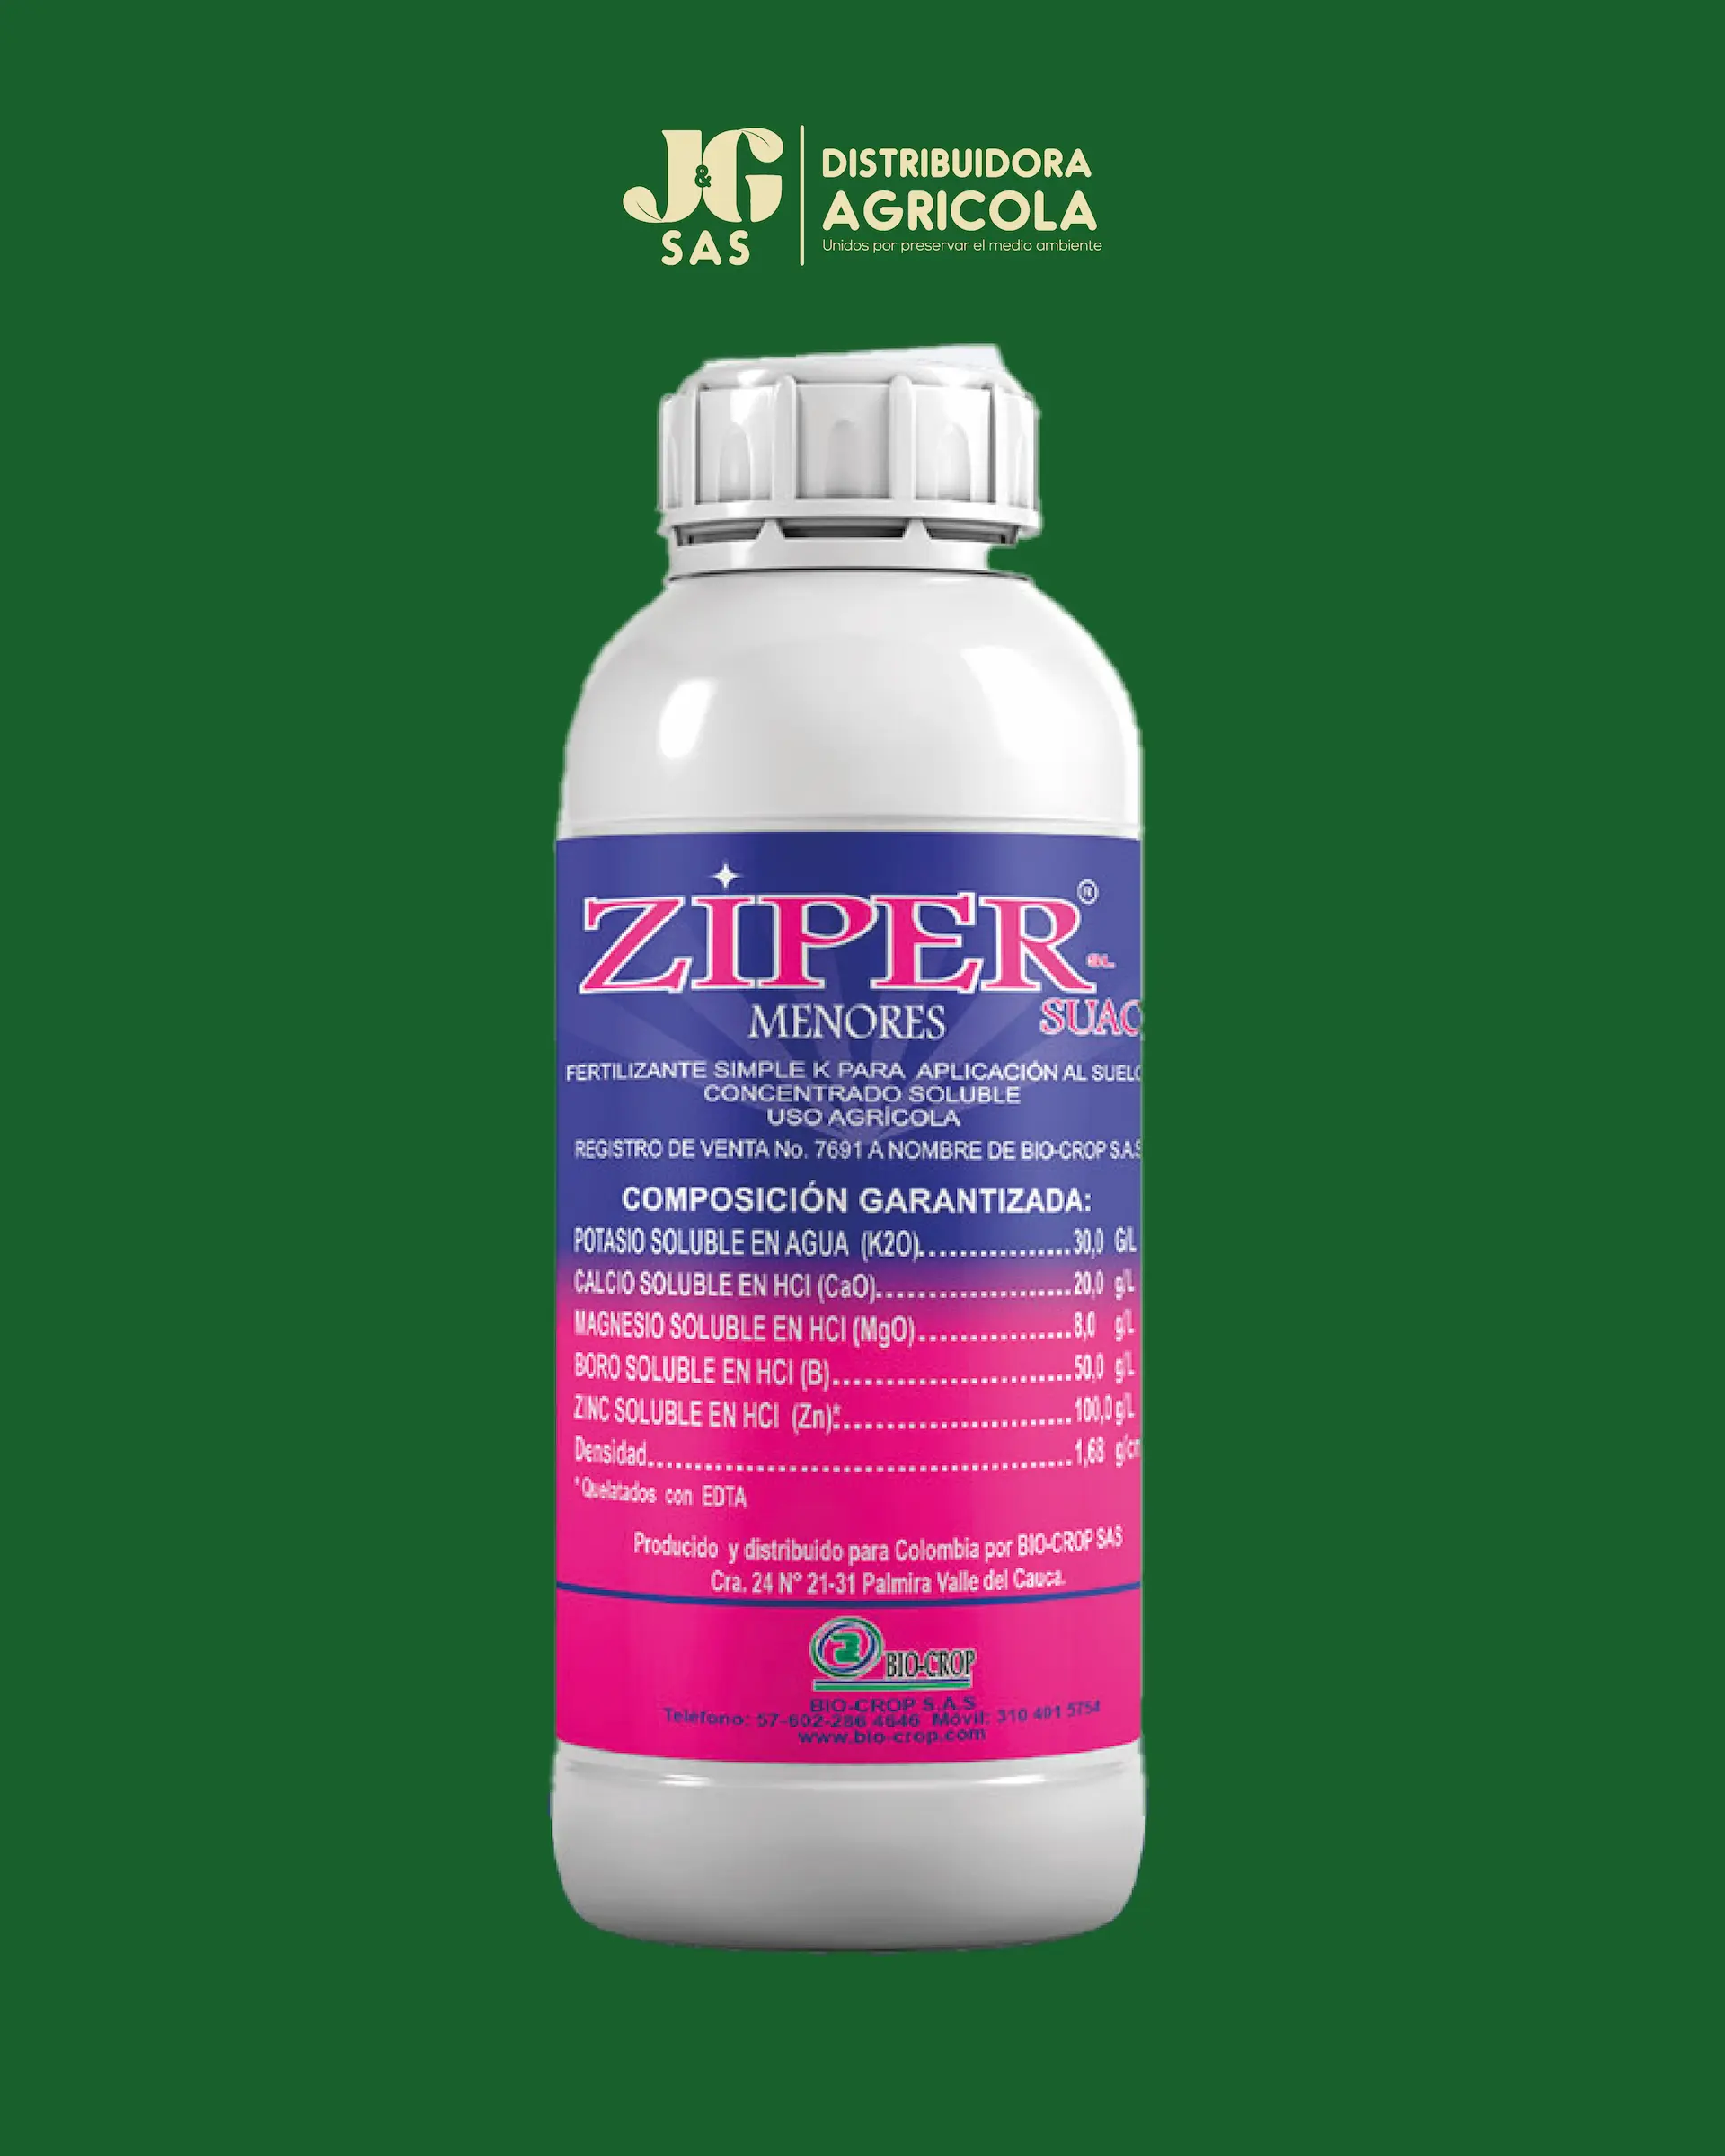 J&G
SAS
DISTRIBUIDORA
AGRICOLA
Unidos por preservar el medio ambiente
ZIPER®
SL
MENORES
SUAC
FERTILIZANTE SIMPLE K PARA APLICACIÓN AL SUELO
CONCENTRADO SOLUBLE
USO AGRÍCOLA
REGISTRO DE VENTA No. 7691 A NOMBRE DE BIO-CROP S.A.S
COMPOSICIÓN GARANTIZADA:
POTASIO SOLUBLE EN AGUA (K2O)................30,0 G/L
CALCIO SOLUBLE EN HCl (CaO).....................20,0 g/L
MAGNESIO SOLUBLE EN HCl (MgO)................8,0 g/L
BORO SOLUBLE EN HCl (B)..........................50,0 g/L
ZINC SOLUBLE EN HCl (Zn)*.........................100,0 g/L
Densidad..............................................1,68 g/cm
* Quelatados con EDTA
Producido y distribuido para Colombia por BIO-CROP SAS
Cra. 24 N° 21-31 Palmira Valle del Cauca.
BIO-CROP
BIO-CROP S.A.S
Teléfono: 57-602-286 4646 Móvil: 310 401 5754
www.bio-crop.com